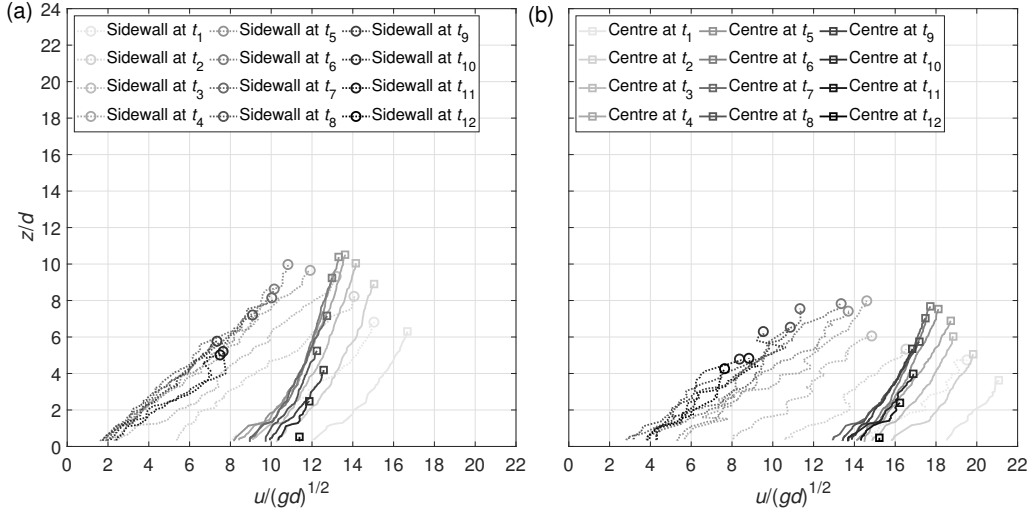 (a)
Sidewall at t1 Sidewall at t5 Sidewall at t9
Sidewall at t2 Sidewall at t6 Sidewall at t10
Sidewall at t3 Sidewall at t7 Sidewall at t11
Sidewall at t4 Sidewall at t8 Sidewall at t12
24
22
20
18
16
14
12
10
8
6
4
2
0
z/d
0 2 4 6 8 10 12 14 16 18 20 22
u/(gd)^1/2
(b)
Centre at t1 Centre at t5 Centre at t9
Centre at t2 Centre at t6 Centre at t10
Centre at t3 Centre at t7 Centre at t11
Centre at t4 Centre at t8 Centre at t12
0 2 4 6 8 10 12 14 16 18 20 22
u/(gd)^1/2